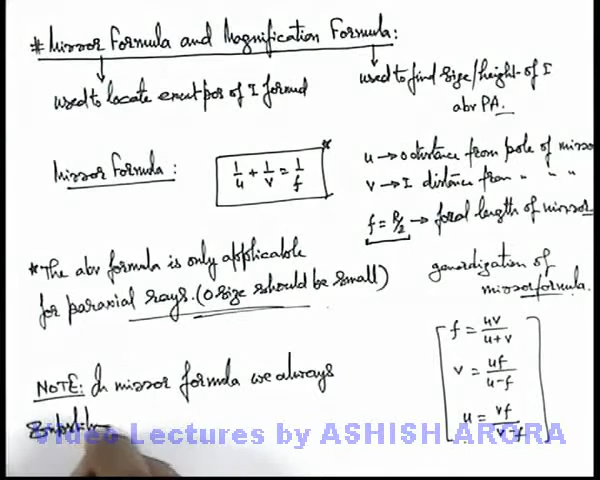 # Mirror Formula and Magnification Formula:
used to locate exact pos of I formed
used to find size/height of I
abv PA.
Mirror Formula:
1/u + 1/v = 1/f
*
u → O distance from pole of mirror
v → I distance from " " "
f = R/2 → focal length of mirror
* The abv formula is only applicable
for paraxial rays. (O size should be small)
generalization of
mirror formula.
f = uv/u+v
v = uf/u-f
u = vf/v-f
NOTE: In mirror formula we always
Video Lectures by ASHISH ARORA